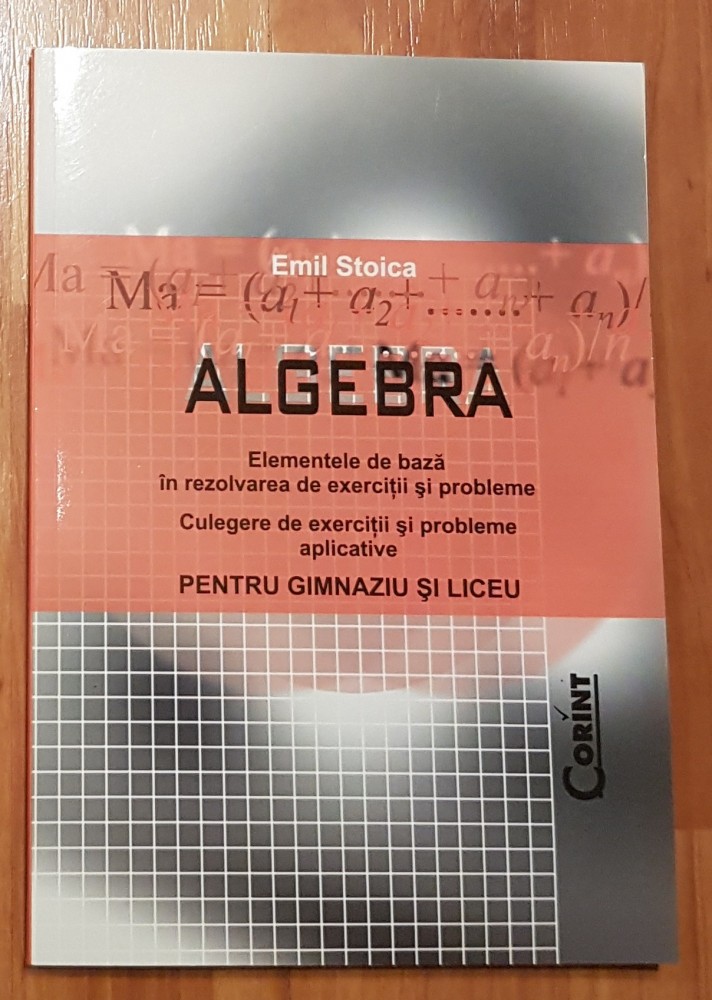 Emil Stoica
Ma = (a₁ + a₂ + ....... + aₙ)/
ALGEBRA
Elementele de bază
în rezolvarea de exerciţii şi probleme
Culegere de exerciţii şi probleme
aplicative
PENTRU GIMNAZIU ŞI LICEU
CORINT